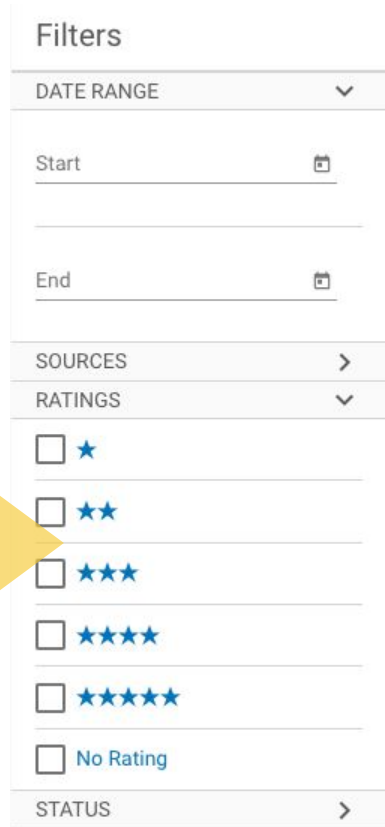 Filters
DATE RANGE
Start
End
SOURCES
RATINGS
No Rating
STATUS